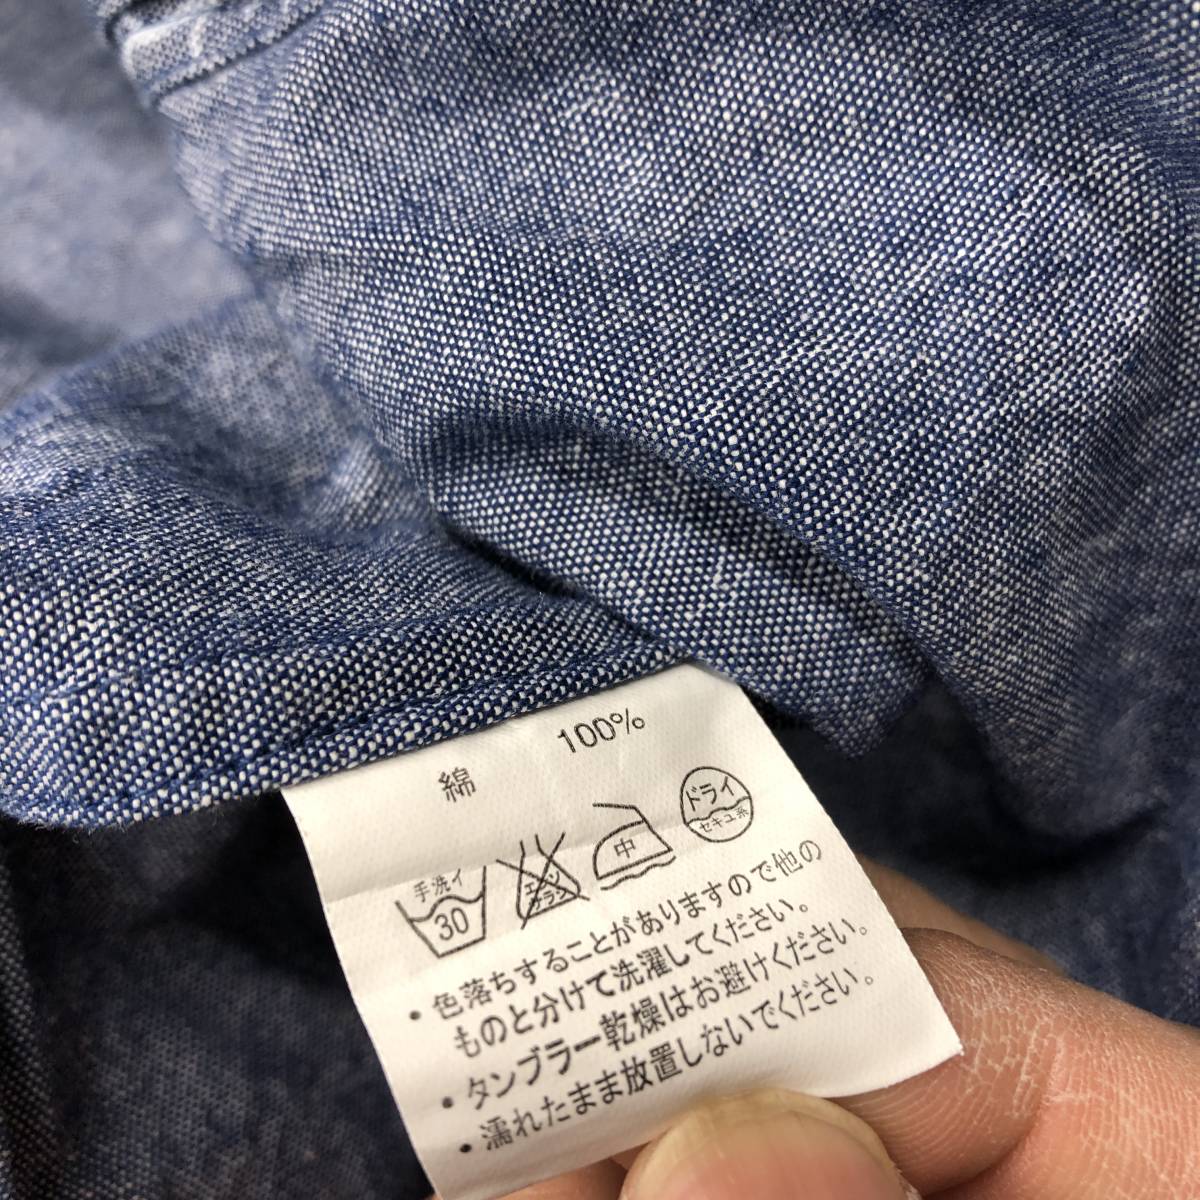 綿 100%
手洗イ 30 エンソ サラシ 中 ドライ セキユ系
・色落ちすることがありますので他の
ものと分けて洗濯してください。
・タンブラー乾燥はお避けください。
・濡れたまま放置しないでください。